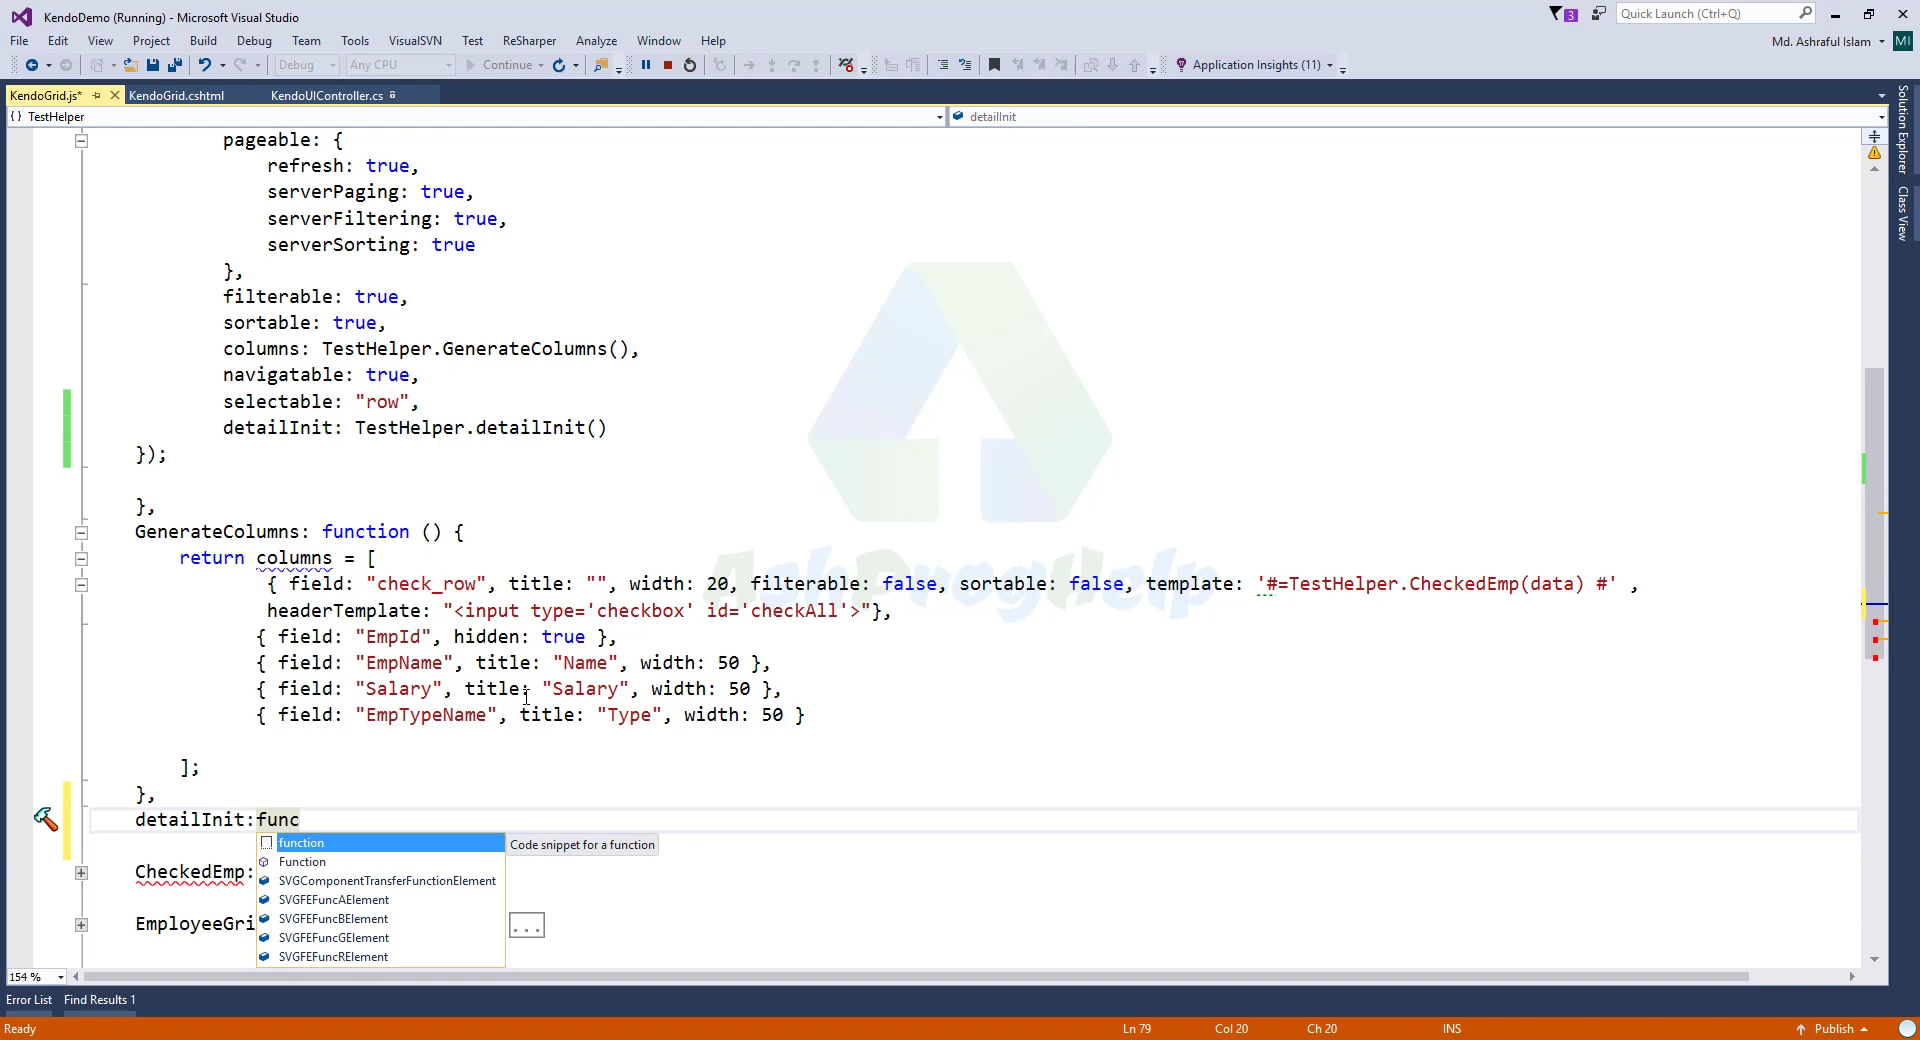 KendoDemo (Running) - Microsoft Visual Studio
3
Quick Launch (Ctrl+Q)
File Edit View Project Build Debug Team Tools VisualSVN Test ReSharper Analyze Window Help
Md. Ashraful Islam MI
Debug Any CPU Continue Application Insights (11)
KendoGrid.js* KendoGrid.cshtml KendoUIController.cs
Solution Explorer
Class View
{ } TestHelper
detailInit
pageable: {
refresh: true,
serverPaging: true,
serverFiltering: true,
serverSorting: true
},
filterable: true,
sortable: true,
columns: TestHelper.GenerateColumns(),
navigatable: true,
selectable: "row",
detailInit: TestHelper.detailInit()
});
},
GenerateColumns: function () {
return columns = [
{ field: "check_row", title: "", width: 20, filterable: false, sortable: false, template: '#=TestHelper.CheckedEmp(data) #' ,
headerTemplate: "<input type='checkbox' id='checkAll'>"},
{ field: "EmpId", hidden: true },
{ field: "EmpName", title: "Name", width: 50 },
{ field: "Salary", title: "Salary", width: 50 },
{ field: "EmpTypeName", title: "Type", width: 50 }
];
},
detailInit:func
function
Code snippet for a function
Function
SVGComponentTransferFunctionElement
SVGFEFuncAElement
SVGFEFuncBElement
SVGFEFuncGElement
SVGFEFuncRElement
CheckedEmp:
EmployeeGri
...
AshProgHelp
154 %
Error List Find Results 1
Ready Ln 79 Col 20 Ch 20 INS Publish